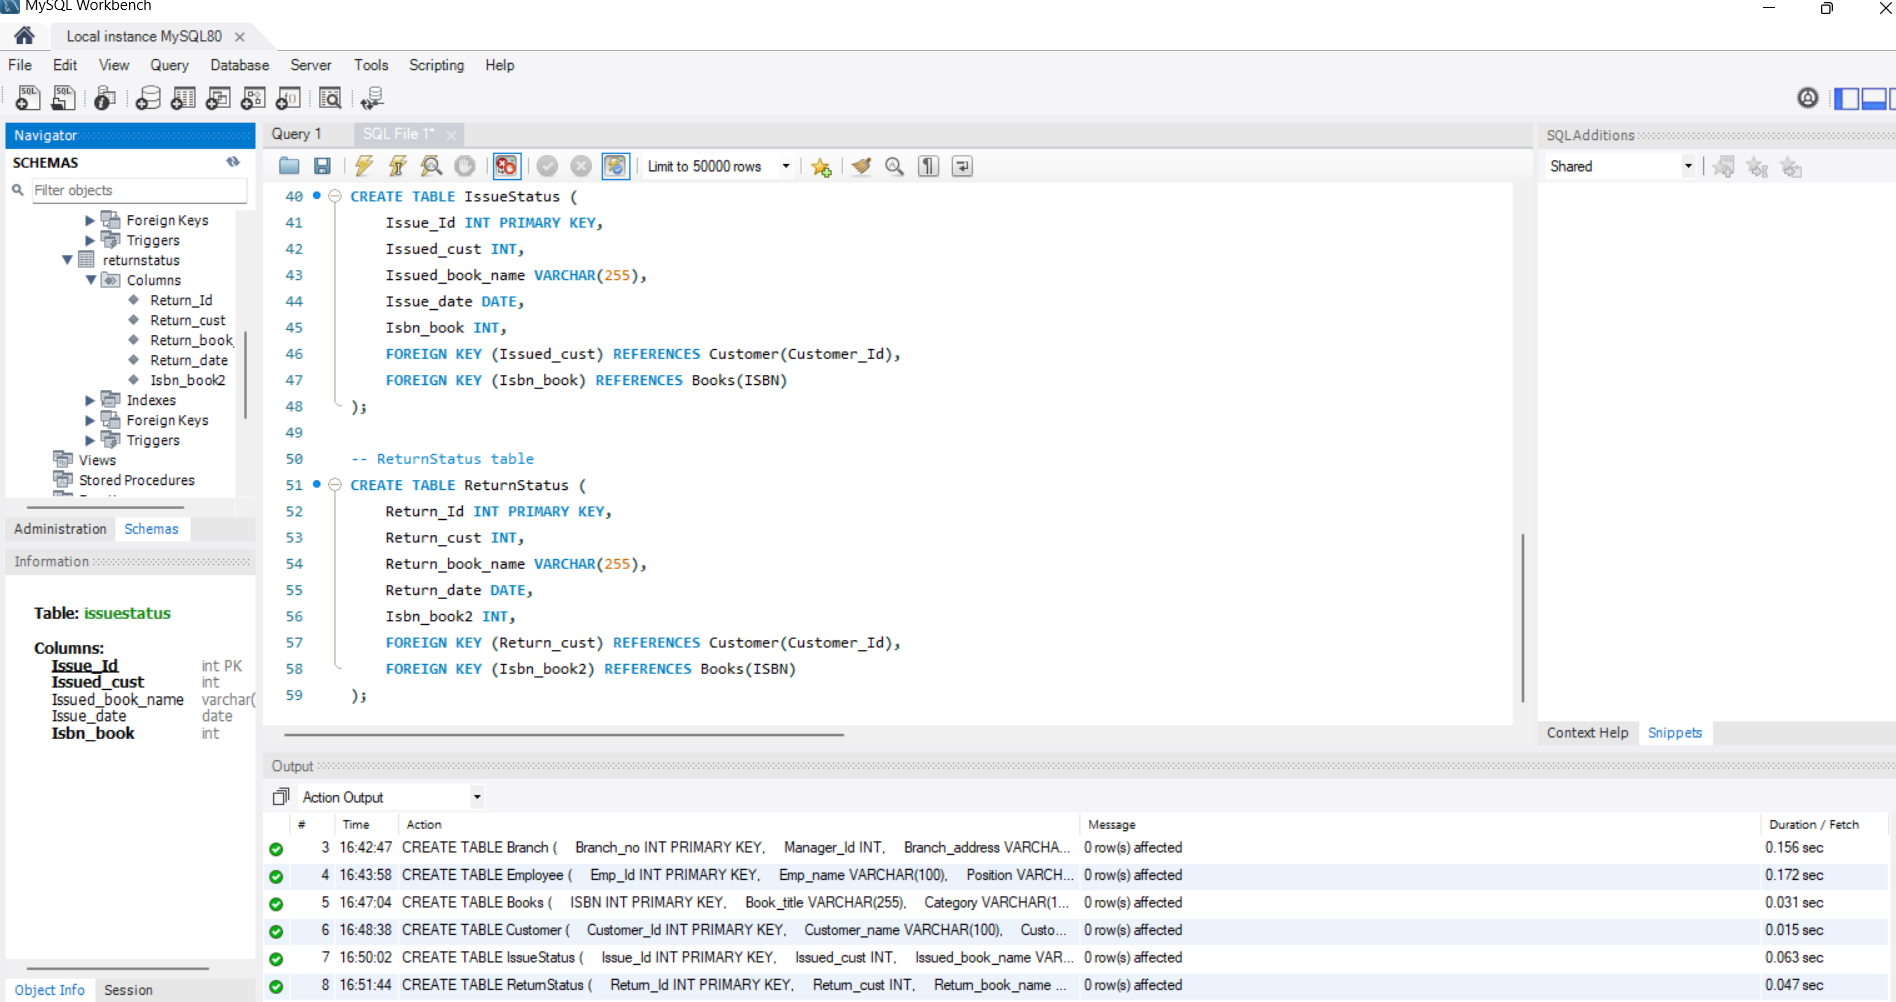 MySQL Workbench
Local instance MySQL80
File Edit View Query Database Server Tools Scripting Help
Navigator
SCHEMAS
Filter objects
Foreign Keys
Triggers
returnstatus
Columns
Return_Id
Return_cust
Return_book_
Return_date
Isbn_book2
Indexes
Foreign Keys
Triggers
Views
Stored Procedures
Administration Schemas
Information
Table: issuestatus
Columns:
Issue_Id int PK
Issued_cust int
Issued_book_name varchar(
Issue_date date
Isbn_book int
Object Info Session
Query 1 SQL File 1*
Limit to 50000 rows
40 CREATE TABLE IssueStatus (
41 Issue_Id INT PRIMARY KEY,
42 Issued_cust INT,
43 Issued_book_name VARCHAR(255),
44 Issue_date DATE,
45 Isbn_book INT,
46 FOREIGN KEY (Issued_cust) REFERENCES Customer(Customer_Id),
47 FOREIGN KEY (Isbn_book) REFERENCES Books(ISBN)
48 );
49
50 -- ReturnStatus table
51 CREATE TABLE ReturnStatus (
52 Return_Id INT PRIMARY KEY,
53 Return_cust INT,
54 Return_book_name VARCHAR(255),
55 Return_date DATE,
56 Isbn_book2 INT,
57 FOREIGN KEY (Return_cust) REFERENCES Customer(Customer_Id),
58 FOREIGN KEY (Isbn_book2) REFERENCES Books(ISBN)
59 );
SQLAdditions
Shared
Context Help Snippets
Output
Action Output
# Time Action Message Duration / Fetch
3 16:42:47 CREATE TABLE Branch ( Branch_no INT PRIMARY KEY, Manager_Id INT, Branch_address VARCHA... 0 row(s) affected 0.156 sec
4 16:43:58 CREATE TABLE Employee ( Emp_Id INT PRIMARY KEY, Emp_name VARCHAR(100), Position VARCH... 0 row(s) affected 0.172 sec
5 16:47:04 CREATE TABLE Books ( ISBN INT PRIMARY KEY, Book_title VARCHAR(255), Category VARCHAR(1... 0 row(s) affected 0.031 sec
6 16:48:38 CREATE TABLE Customer ( Customer_Id INT PRIMARY KEY, Customer_name VARCHAR(100), Custo... 0 row(s) affected 0.015 sec
7 16:50:02 CREATE TABLE IssueStatus ( Issue_Id INT PRIMARY KEY, Issued_cust INT, Issued_book_name VAR... 0 row(s) affected 0.063 sec
8 16:51:44 CREATE TABLE ReturnStatus ( Return_Id INT PRIMARY KEY, Return_cust INT, Return_book_name ... 0 row(s) affected 0.047 sec